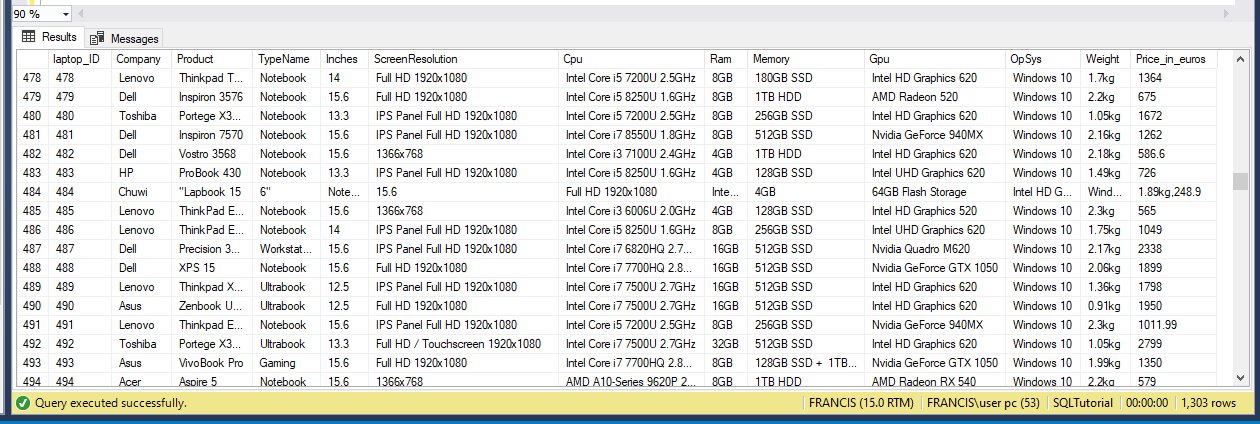 90 %
Results Messages
laptop_ID Company Product TypeName Inches ScreenResolution Cpu Ram Memory Gpu OpSys Weight Price_in_euros
478 478 Lenovo Thinkpad T... Notebook 14 Full HD 1920x1080 Intel Core i5 7200U 2.5GHz 8GB 180GB SSD Intel HD Graphics 620 Windows 10 1.7kg 1364
479 479 Dell Inspiron 3576 Notebook 15.6 Full HD 1920x1080 Intel Core i5 8250U 1.6GHz 8GB 1TB HDD AMD Radeon 520 Windows 10 2.2kg 675
480 480 Toshiba Portege X3... Notebook 13.3 IPS Panel Full HD 1920x1080 Intel Core i5 7200U 2.5GHz 8GB 256GB SSD Intel HD Graphics 620 Windows 10 1.05kg 1672
481 481 Dell Inspiron 7570 Notebook 15.6 IPS Panel Full HD 1920x1080 Intel Core i7 8550U 1.8GHz 8GB 512GB SSD Nvidia GeForce 940MX Windows 10 2.16kg 1262
482 482 Dell Vostro 3568 Notebook 15.6 1366x768 Intel Core i3 7100U 2.4GHz 4GB 1TB HDD Intel HD Graphics 620 Windows 10 2.18kg 586.6
483 483 HP ProBook 430 Notebook 13.3 IPS Panel Full HD 1920x1080 Intel Core i5 8250U 1.6GHz 4GB 128GB SSD Intel UHD Graphics 620 Windows 10 1.49kg 726
484 484 Chuwi "Lapbook 15 6" Note... 15.6 Full HD 1920x1080 Inte... 4GB 64GB Flash Storage Intel HD G... Wind... 1.89kg,248.9
485 485 Lenovo ThinkPad E... Notebook 15.6 1366x768 Intel Core i3 6006U 2.0GHz 4GB 128GB SSD Intel HD Graphics 520 Windows 10 2.3kg 565
486 486 Lenovo ThinkPad E... Notebook 14 IPS Panel Full HD 1920x1080 Intel Core i5 8250U 1.6GHz 8GB 256GB SSD Intel UHD Graphics 620 Windows 10 1.75kg 1049
487 487 Dell Precision 3... Workstat... 15.6 IPS Panel Full HD 1920x1080 Intel Core i7 6820HQ 2.7... 16GB 512GB SSD Nvidia Quadro M620 Windows 10 2.17kg 2338
488 488 Dell XPS 15 Notebook 15.6 Full HD 1920x1080 Intel Core i7 7700HQ 2.8... 16GB 512GB SSD Nvidia GeForce GTX 1050 Windows 10 2.06kg 1899
489 489 Lenovo Thinkpad X... Ultrabook 12.5 IPS Panel Full HD 1920x1080 Intel Core i7 7500U 2.7GHz 16GB 512GB SSD Intel HD Graphics 620 Windows 10 1.36kg 1798
490 490 Asus Zenbook U... Ultrabook 12.5 Full HD 1920x1080 Intel Core i7 7500U 2.7GHz 16GB 512GB SSD Intel HD Graphics 620 Windows 10 0.91kg 1950
491 491 Lenovo Thinkpad E... Notebook 15.6 IPS Panel Full HD 1920x1080 Intel Core i5 7200U 2.5GHz 8GB 256GB SSD Nvidia GeForce 940MX Windows 10 2.3kg 1011.99
492 492 Toshiba Portege X3... Ultrabook 13.3 Full HD / Touchscreen 1920x1080 Intel Core i7 7500U 2.7GHz 32GB 512GB SSD Intel HD Graphics 620 Windows 10 1.05kg 2799
493 493 Asus VivoBook Pro Gaming 15.6 Full HD 1920x1080 Intel Core i7 7700HQ 2.8... 8GB 128GB SSD + 1TB... Nvidia GeForce GTX 1050 Windows 10 1.99kg 1350
494 494 Acer Aspire 5 Notebook 15.6 1366x768 AMD A10-Series 9620P 2... 8GB 1TB HDD AMD Radeon RX 540 Windows 10 2.2kg 579
Query executed successfully. FRANCIS (15.0 RTM) FRANCIS\user pc (53) SQLTutorial 00:00:00 1,303 rows